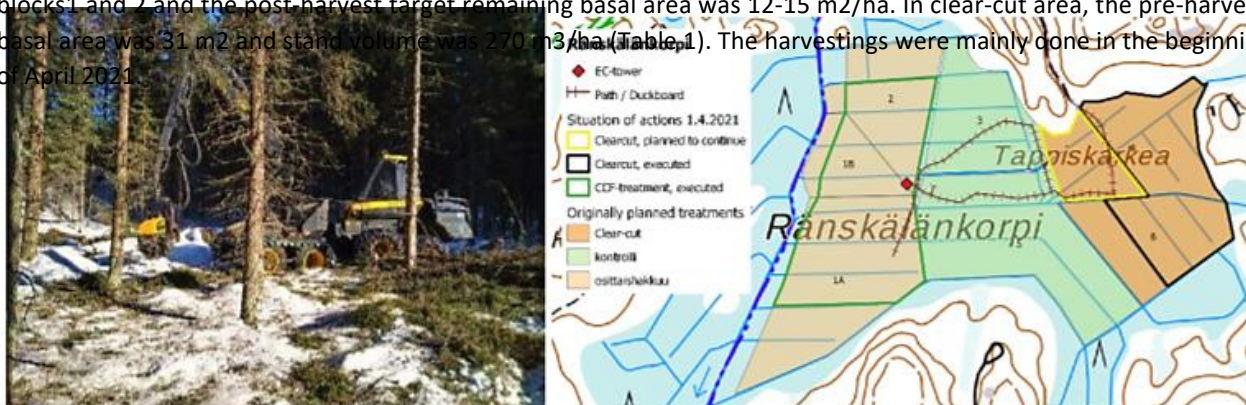 blocks1 and 2 and the post-harvest target remaining basal area was 12-15 m2/ha. In clear-cut area, the pre-harve
basal area was 31 m2 and stand volume was 270 m3/ha (Table 1). The harvestings were mainly done in the beginni
of April 2021.
Ränskälänkorpi
EC-tower
Path / Duckboard
Situation of actions 1.4.2021
Clearcut, planned to continue
Clearcut, executed
CCF-treatment, executed
Originally planned treatments
Clear-cut
kontrolli
osittaishakkuu
2
3
1B
Tappiskarkea
Ränskälänkorpi
6
1A